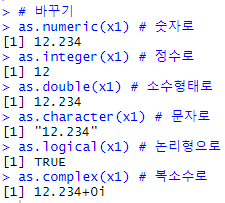 > # 바꾸기
> as.numeric(x1) # 숫자로
[1] 12.234
> as.integer(x1) # 정수로
[1] 12
> as.double(x1) # 소수형태로
[1] 12.234
> as.character(x1) # 문자로
[1] "12.234"
> as.logical(x1) # 논리형으로
[1] TRUE
> as.complex(x1) # 복소수로
[1] 12.234+0i